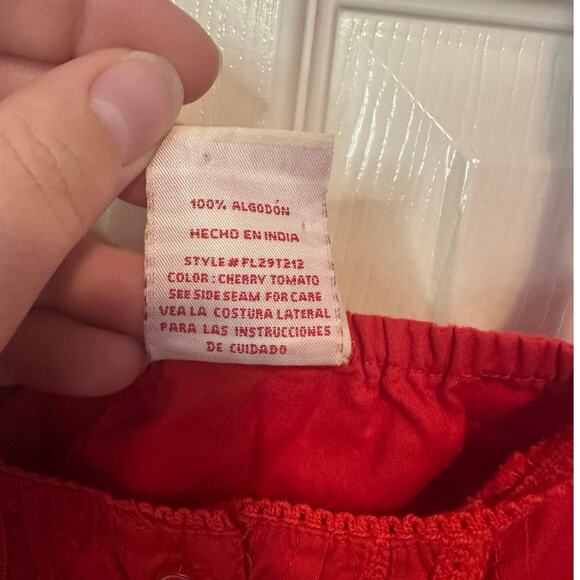 100% ALGODÓN
HECHO EN INDIA
STYLE # FL29T212
COLOR : CHERRY TOMATO
SEE SIDE SEAM FOR CARE
VEA LA COSTURA LATERAL
PARA LAS INSTRUCCIONES
DE CUIDADO